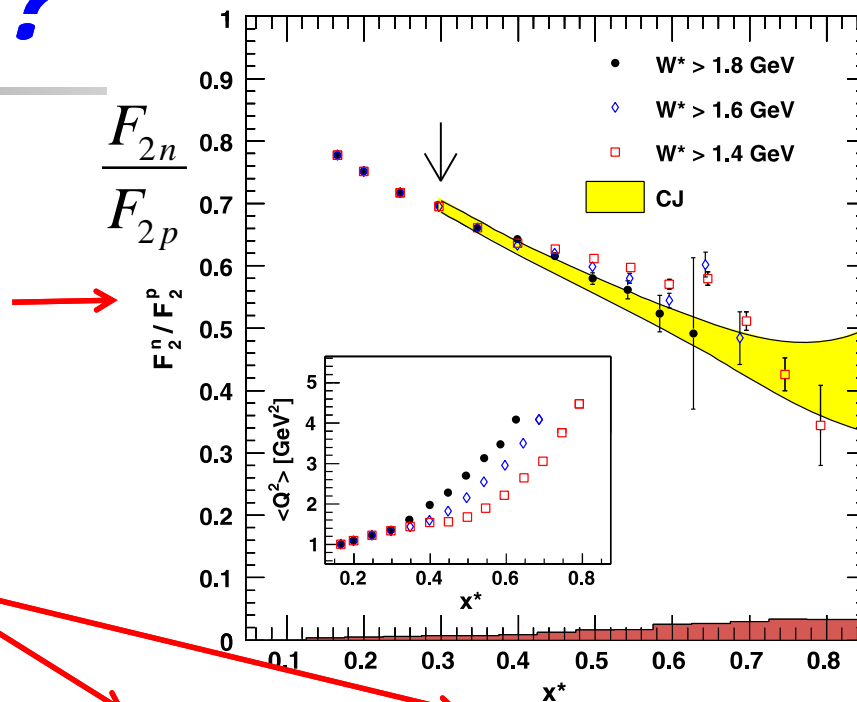 ?
F2n
F2p
F2n / F2p
1
0.9
0.8
0.7
0.6
0.5
0.4
0.3
0.2
0.1
0
W* > 1.8 GeV
W* > 1.6 GeV
W* > 1.4 GeV
CJ
<Q2> [GeV2]
5
4
3
2
1
0.2 0.4 0.6 0.8
x*
0.1 0.2 0.3 0.4 0.5 0.6 0.7 0.8
x*